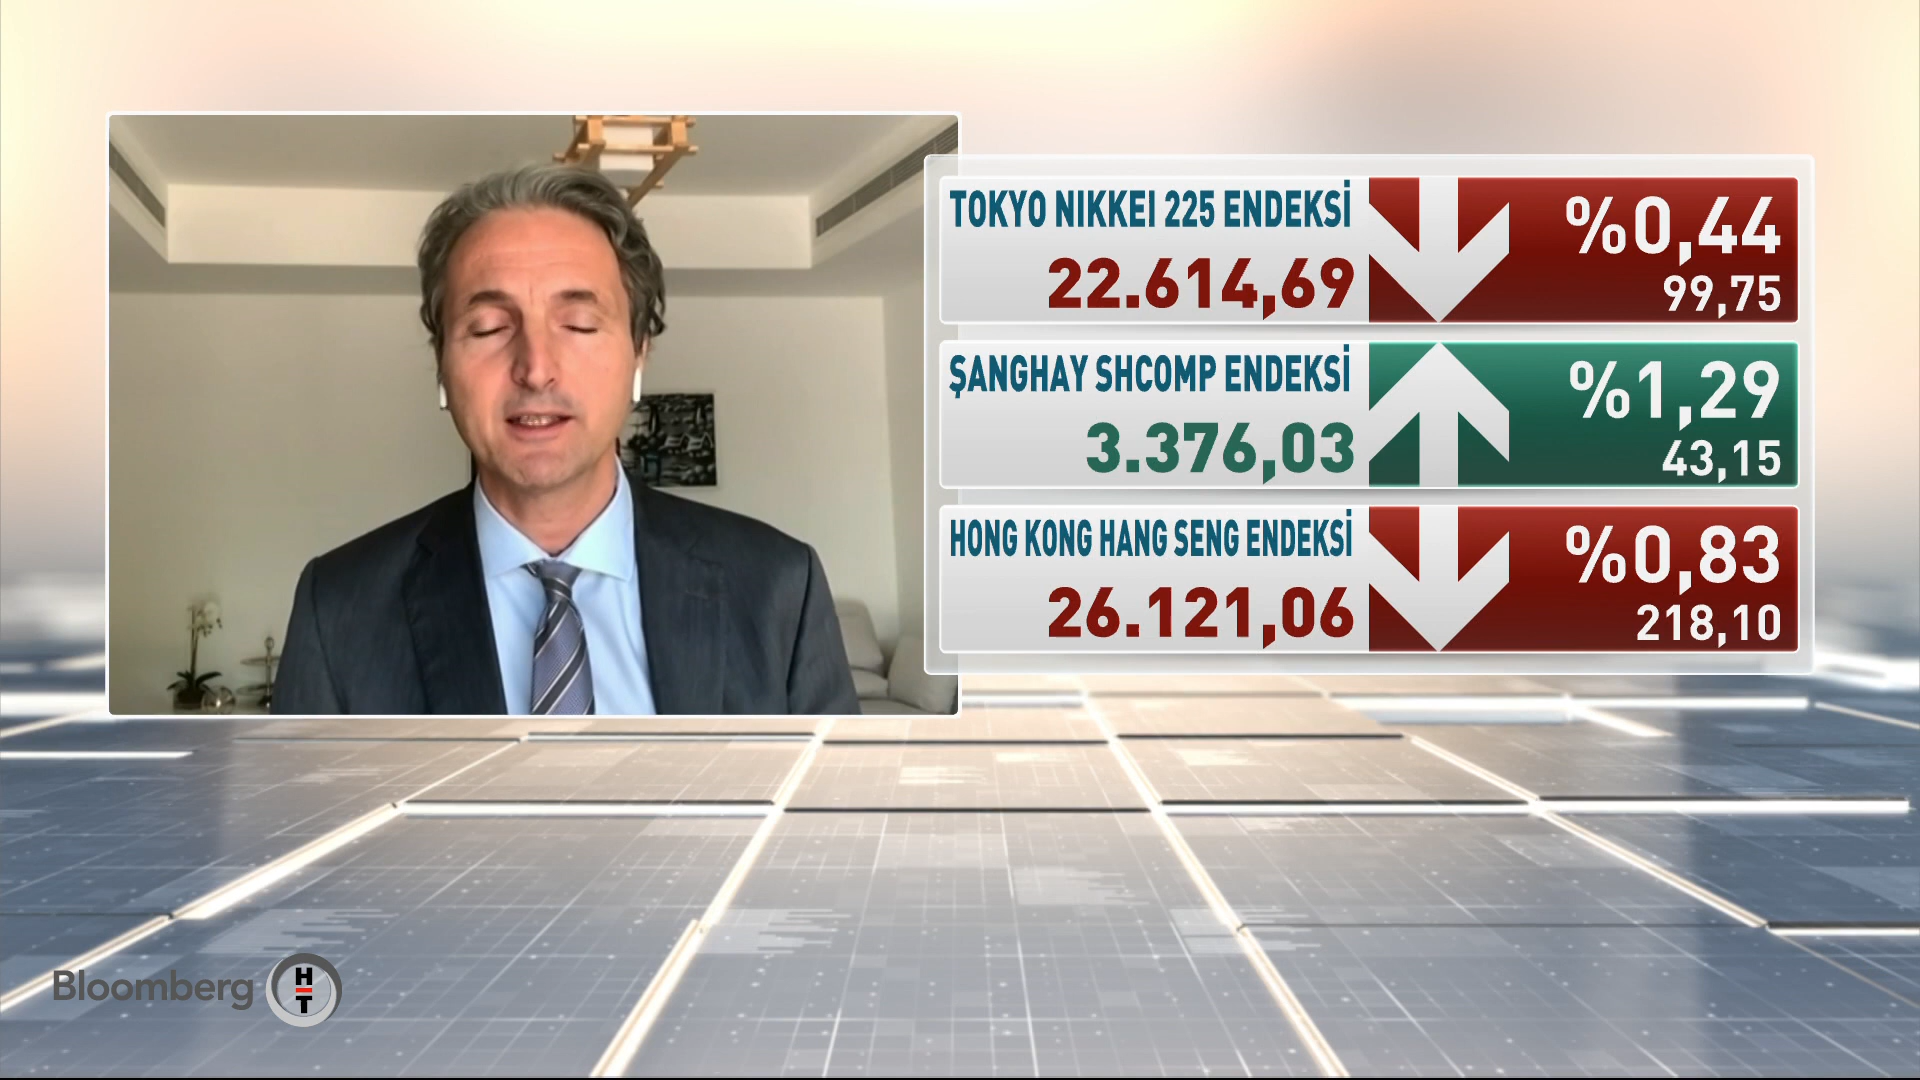 TOKYO NIKKEI 225 ENDEKSİ
22.614,69
%0,44
99,75
ŞANGHAY SHCOMP ENDEKSİ
3.376,03
%1,29
43,15
HONG KONG HANG SENG ENDEKSİ
26.121,06
%0,83
218,10
Bloomberg HT